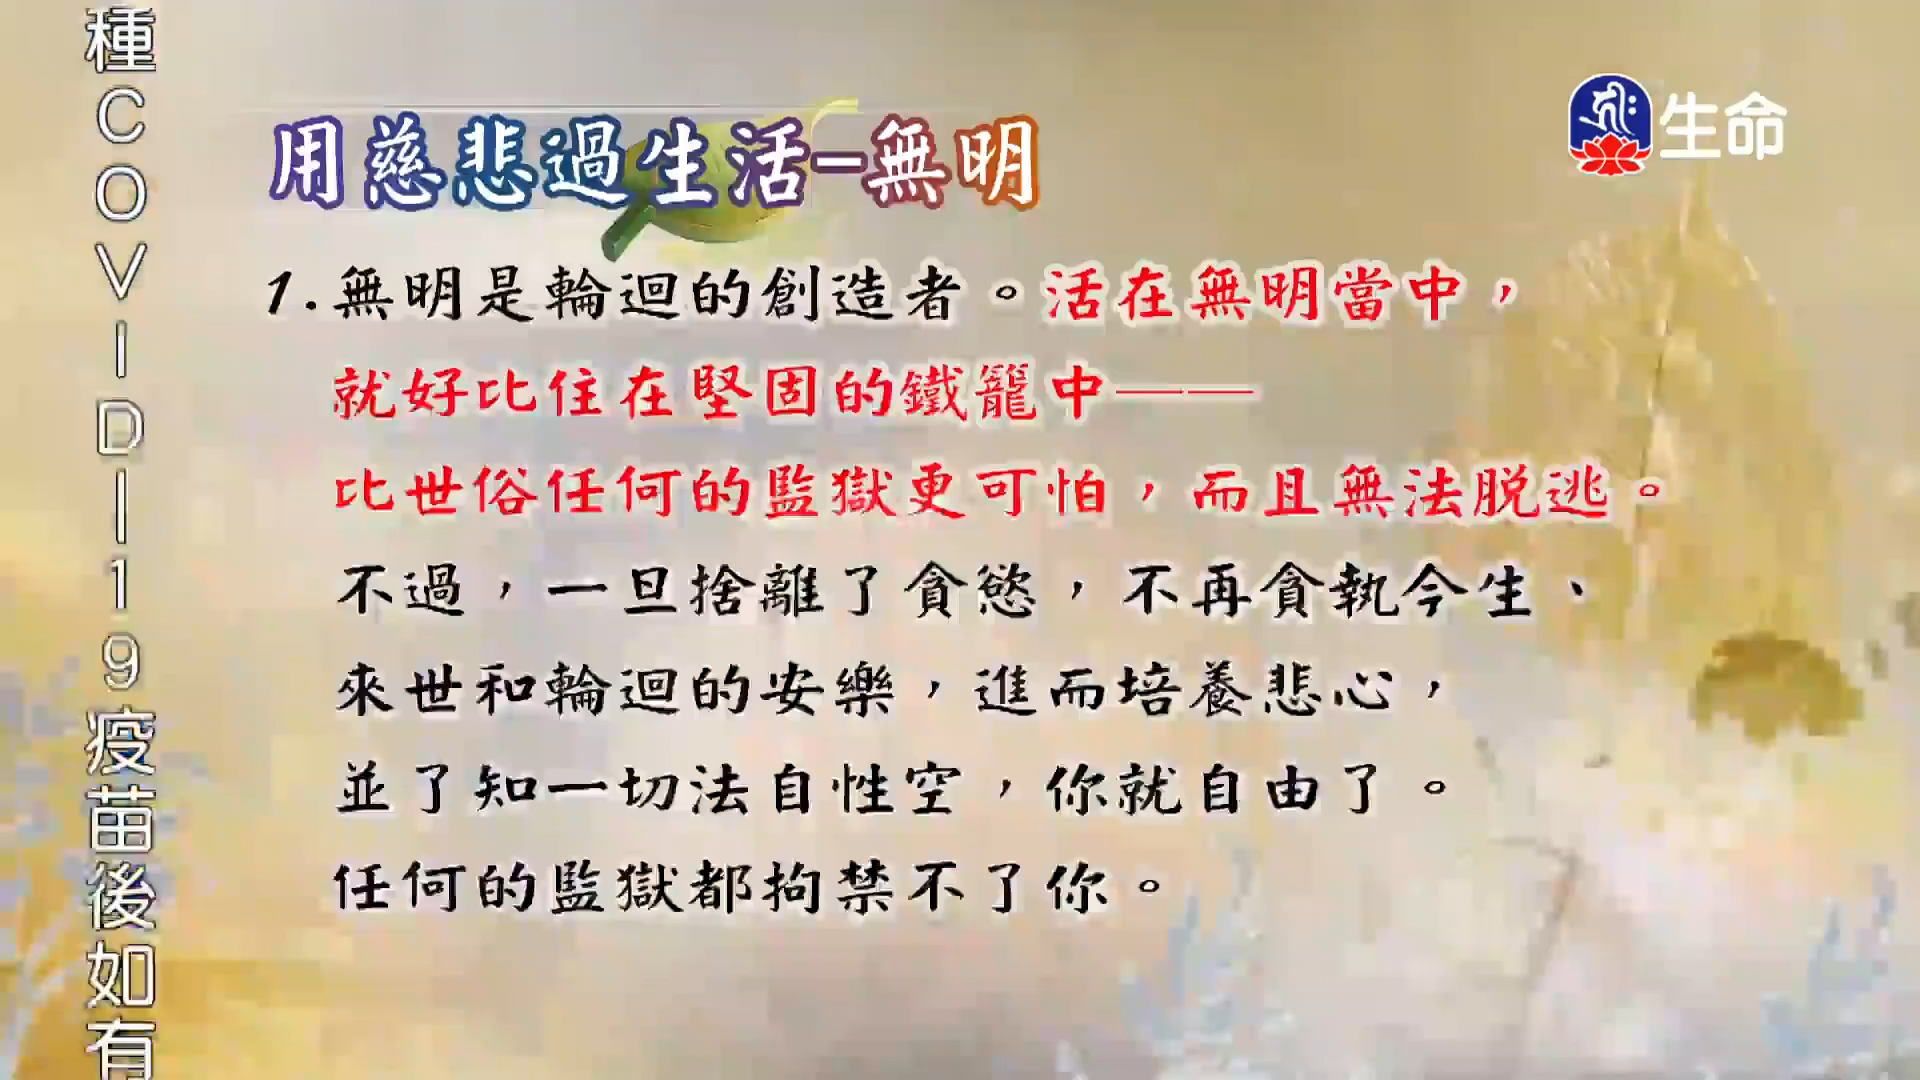 種COVID|19疫苗後如有
生命
用慈悲過生活-無明
1.無明是輪迴的創造者。活在無明當中，
就好比住在堅固的鐵籠中——
比世俗任何的監獄更可怕，而且無法脫逃。
不過，一旦捨離了貪慾，不再貪執今生、
來世和輪迴的安樂，進而培養悲心，
並了知一切法自性空，你就自由了。
任何的監獄都拘禁不了你。